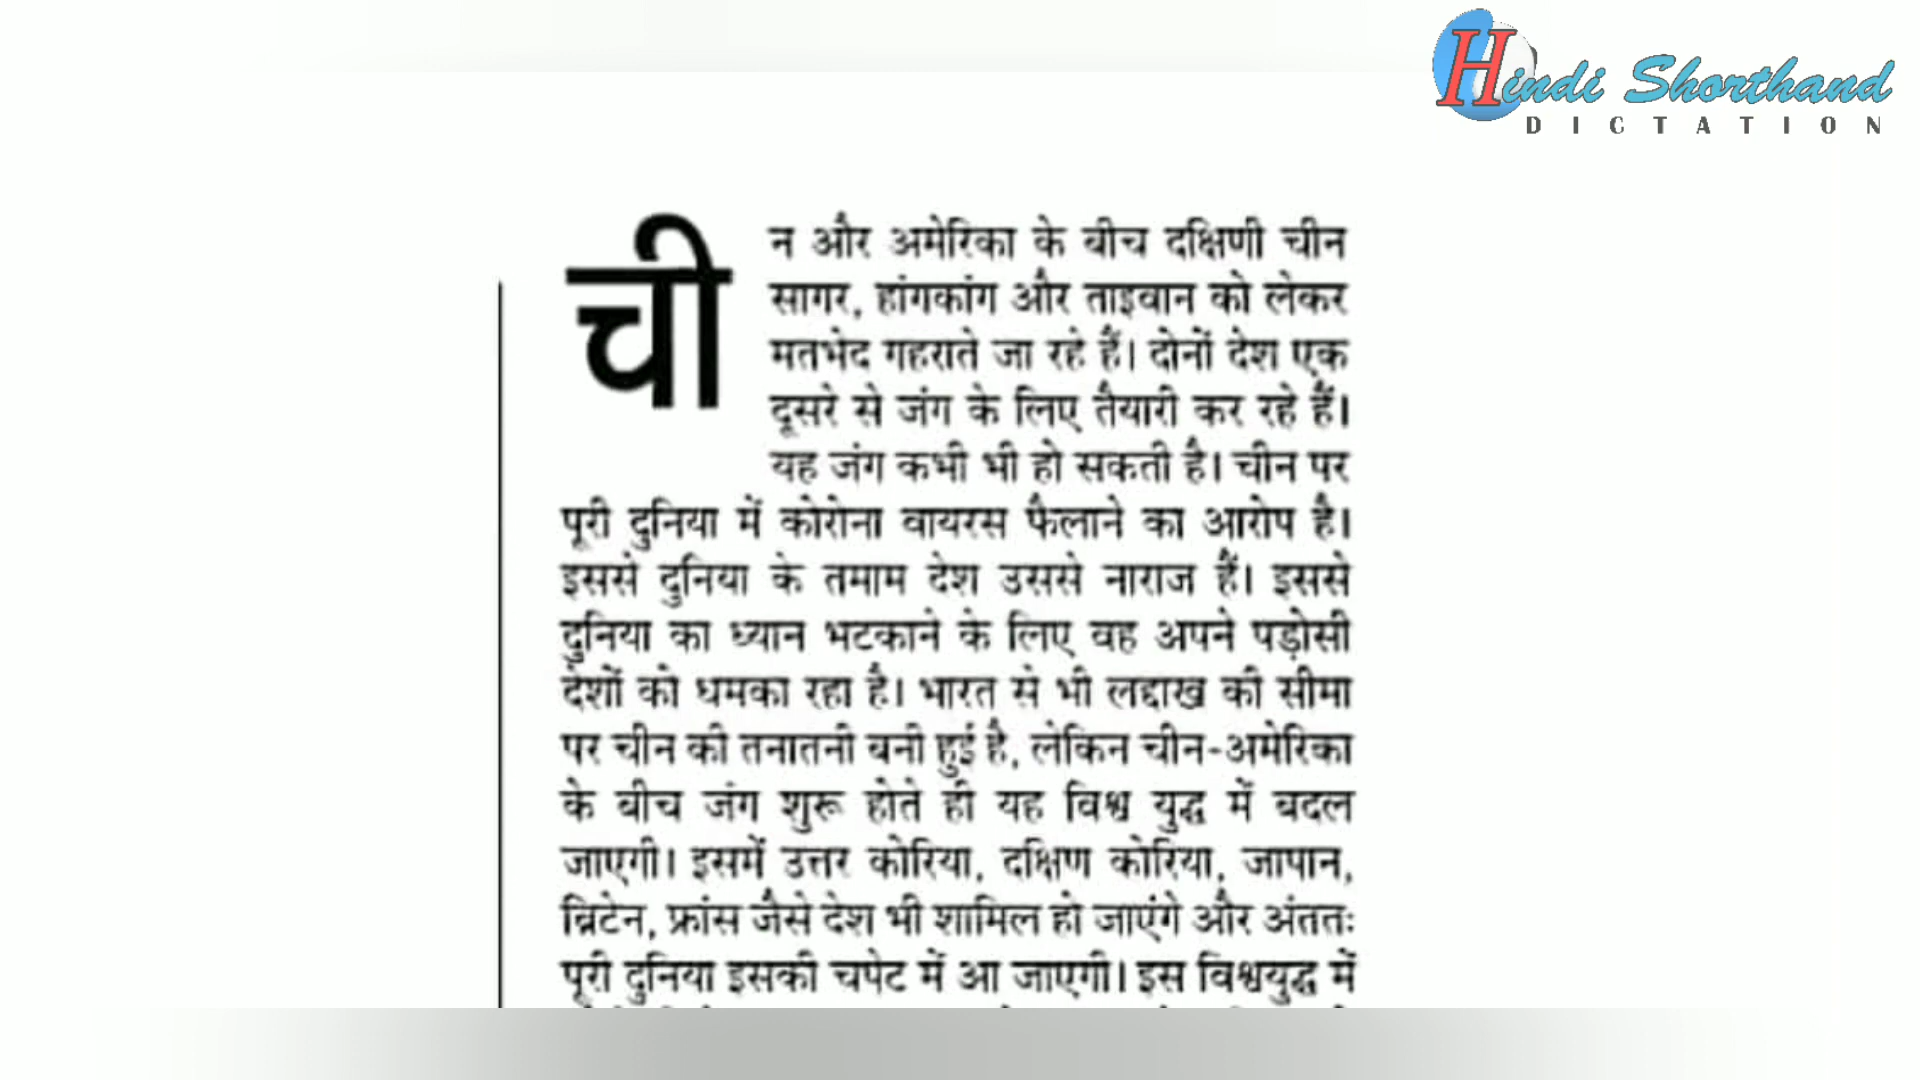 Hindi Shorthand
DICTATION
चीन और अमेरिका के बीच दक्षिणी चीन
सागर, हांगकांग और ताइवान को लेकर
मतभेद गहराते जा रहे हैं। दोनों देश एक
दूसरे से जंग के लिए तैयारी कर रहे हैं।
यह जंग कभी भी हो सकती है। चीन पर
पूरी दुनिया में कोरोना वायरस फैलाने का आरोप है।
इससे दुनिया के तमाम देश उससे नाराज हैं। इससे
दुनिया का ध्यान भटकाने के लिए वह अपने पड़ोसी
देशों को धमका रहा है। भारत से भी लद्दाख की सीमा
पर चीन की तनातनी बनी हुई है, लेकिन चीन-अमेरिका
के बीच जंग शुरू होते ही यह विश्व युद्ध में बदल
जाएगी। इसमें उत्तर कोरिया, दक्षिण कोरिया, जापान,
ब्रिटेन, फ्रांस जैसे देश भी शामिल हो जाएंगे और अंततः
पूरी दुनिया इसकी चपेट में आ जाएगी। इस विश्वयुद्ध में